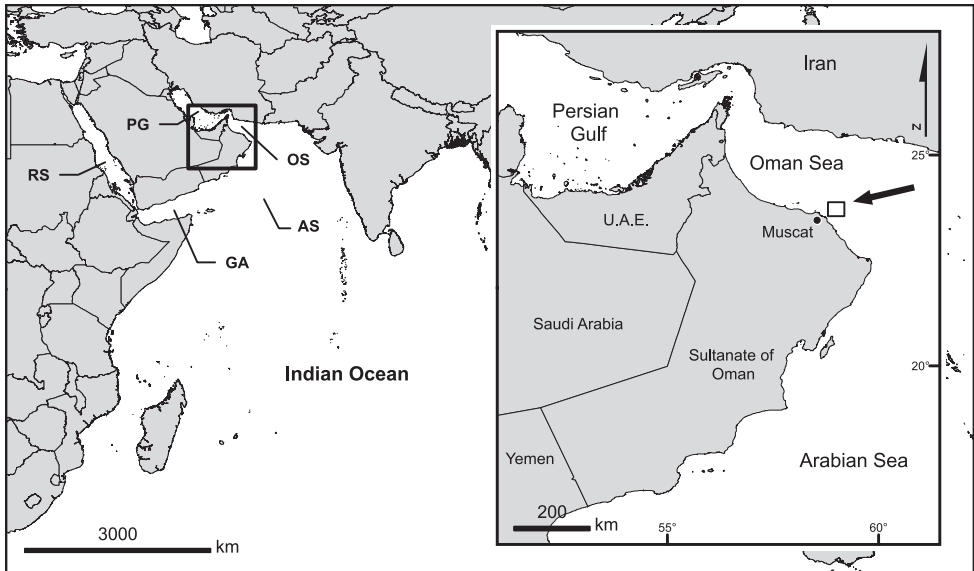 PG
OS
RS
AS
GA
Indian Ocean
3000
km
Iran
Persian
Gulf
N
25°
Oman Sea
U.A.E.
Muscat
Saudi Arabia
Sultanate of
Oman
20°
Yemen
Arabian Sea
200
km
55°
60°